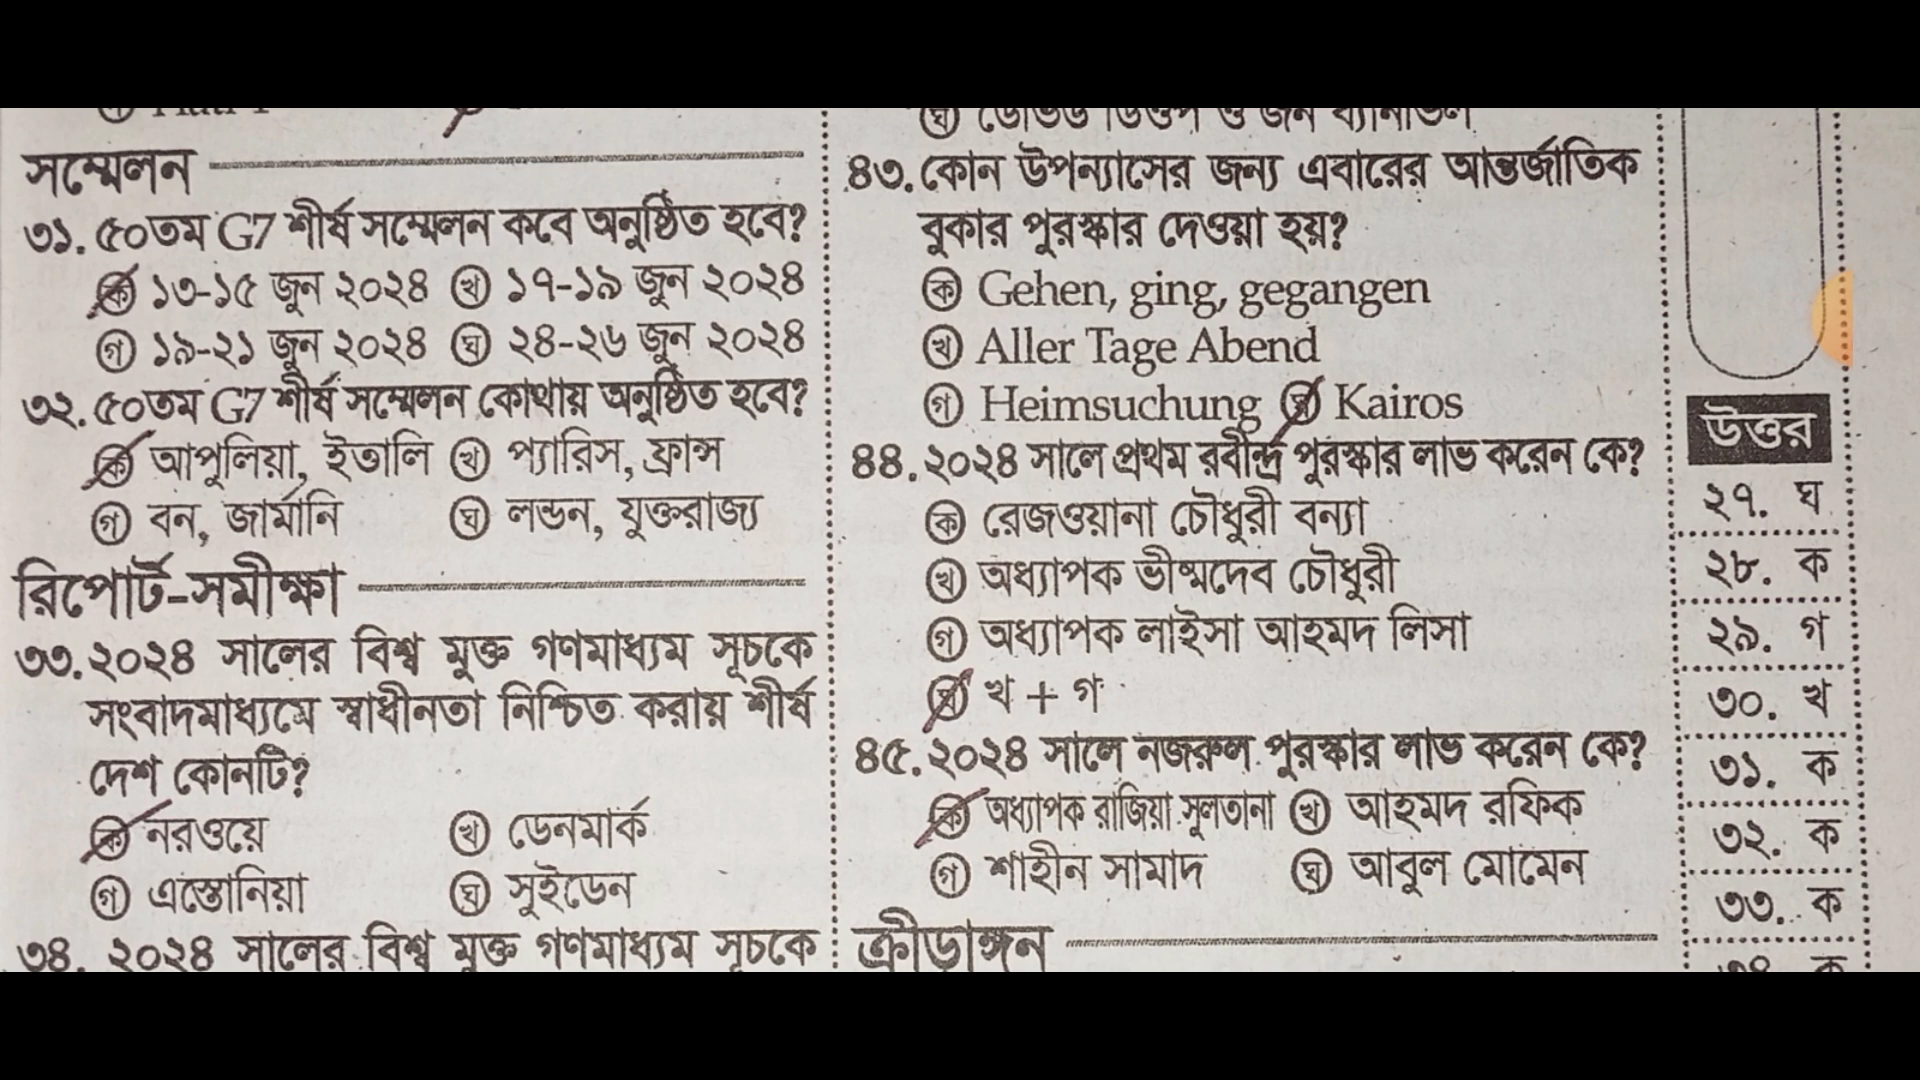 সম্মেলন
৩১. ৫০তম G7 শীর্ষ সম্মেলন কবে অনুষ্ঠিত হবে?
ক ১৩-১৫ জুন ২০২৪ খ ১৭-১৯ জুন ২০২৪
গ ১৯-২১ জুন ২০২৪ ঘ ২৪-২৬ জুন ২০২৪
৩২. ৫০তম G7 শীর্ষ সম্মেলন কোথায় অনুষ্ঠিত হবে?
ক আপুলিয়া, ইতালি খ প্যারিস, ফ্রান্স
গ বন, জার্মানি ঘ লন্ডন, যুক্তরাজ্য
রিপোর্ট-সমীক্ষা
৩৩. ২০২৪ সালের বিশ্ব মুক্ত গণমাধ্যম সূচকে
সংবাদমাধ্যমে স্বাধীনতা নিশ্চিত করায় শীর্ষ
দেশ কোনটি?
ক নরওয়ে খ ডেনমার্ক
গ এস্তোনিয়া ঘ সুইডেন
৩৪. ২০২৪ সালের বিশ্ব মুক্ত গণমাধ্যম সূচকে
৪৩. কোন উপন্যাসের জন্য এবারের আন্তর্জাতিক
বুকার পুরস্কার দেওয়া হয়?
ক Gehen, ging, gegangen
খ Aller Tage Abend
গ Heimsuchung ঘ Kairos
৪৪. ২০২৪ সালে প্রথম রবীন্দ্র পুরস্কার লাভ করেন কে?
ক রেজওয়ানা চৌধুরী বন্যা
খ অধ্যাপক ভীষ্মদেব চৌধুরী
গ অধ্যাপক লাইসা আহমদ লিসা
ঘ খ + গ
৪৫. ২০২৪ সালে নজরুল পুরস্কার লাভ করেন কে?
ক অধ্যাপক রাজিয়া সুলতানা খ আহমদ রফিক
গ শাহীন সামাদ ঘ আবুল মোমেন
ক্রীড়াঙ্গন
উত্তর
২৭. ঘ
২৮. ক
২৯. গ
৩০. খ
৩১. ক
৩২. ক
৩৩. ক
৩৪. ক